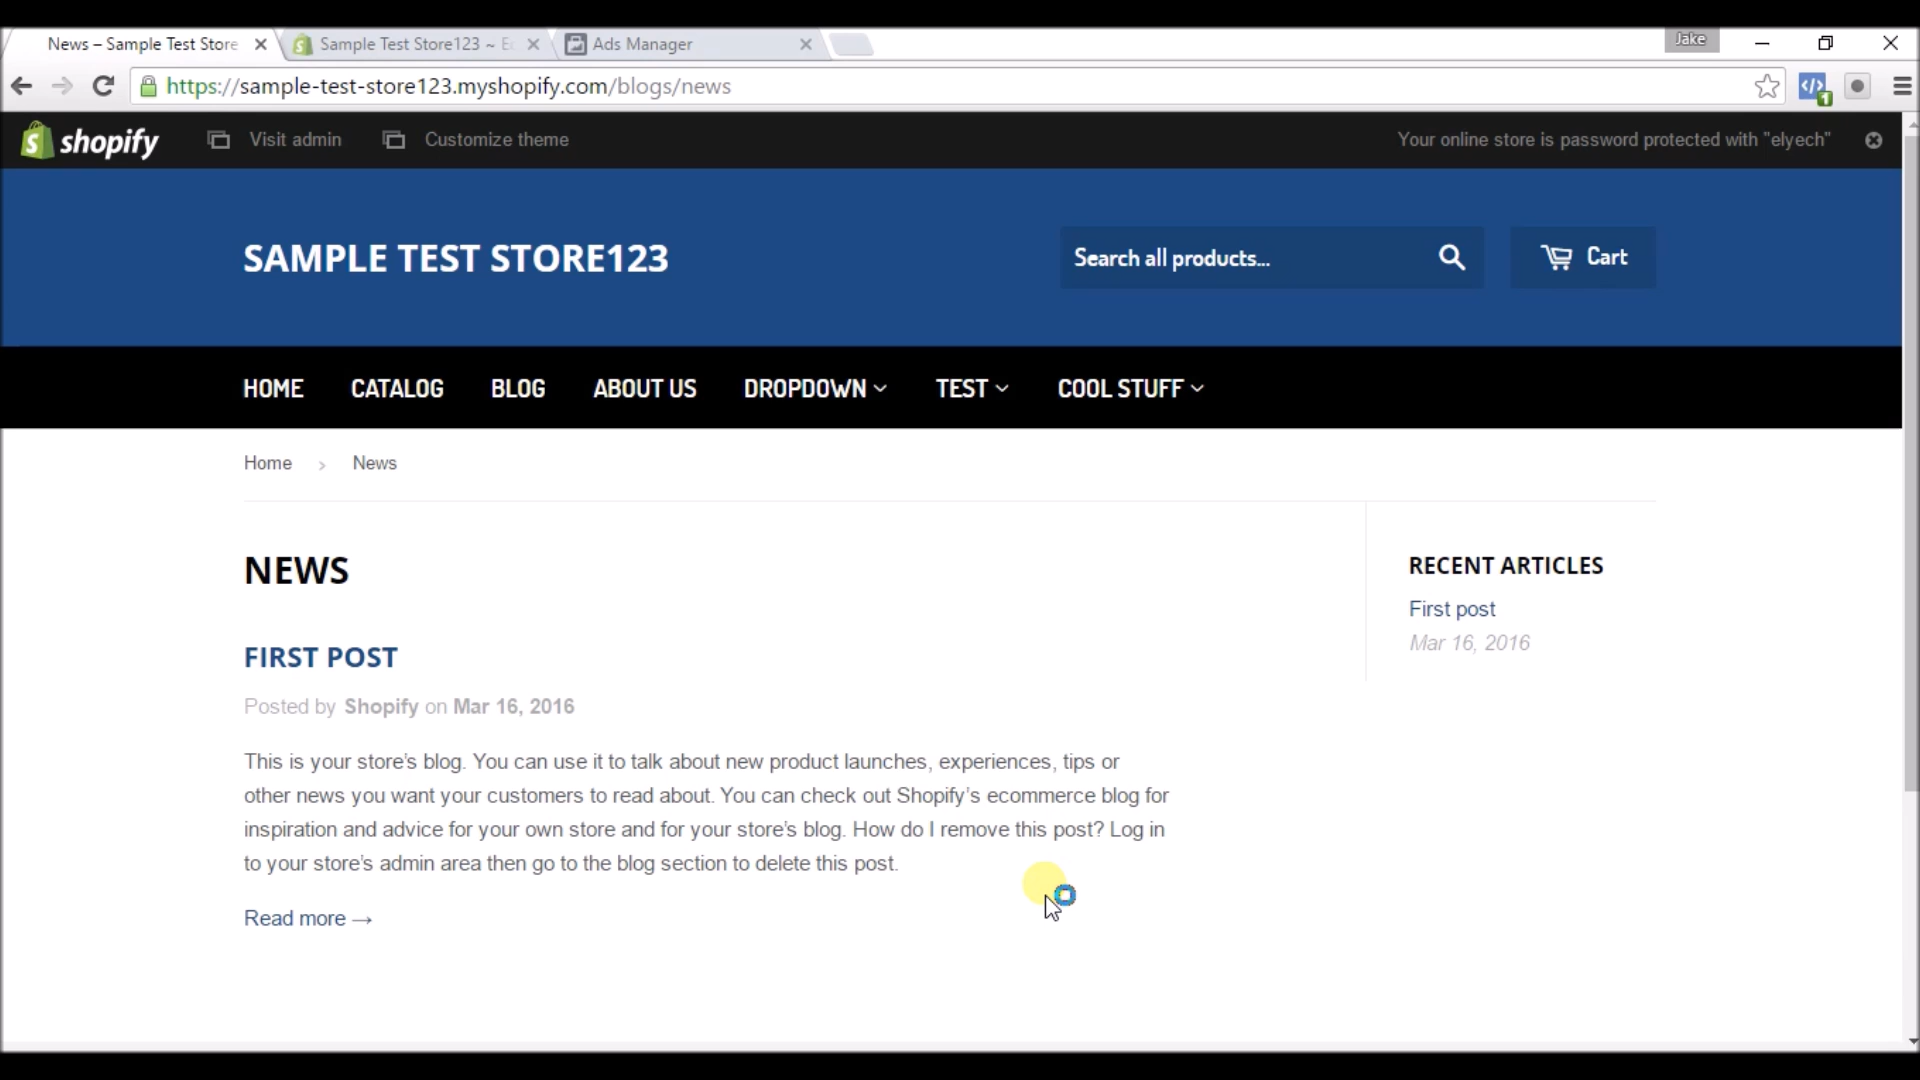 News – Sample Test Store
Sample Test Store123 ~ E
Ads Manager
Jake
https://sample-test-store123.myshopify.com/blogs/news
1
shopify
Visit admin
Customize theme
Your online store is password protected with "elyech"
SAMPLE TEST STORE123
Search all products...
Cart
HOME
CATALOG
BLOG
ABOUT US
DROPDOWN
TEST
COOL STUFF
Home › News
NEWS
FIRST POST
Posted by Shopify on Mar 16, 2016
This is your store's blog. You can use it to talk about new product launches, experiences, tips or
other news you want your customers to read about. You can check out Shopify's ecommerce blog for
inspiration and advice for your own store and for your store's blog. How do I remove this post? Log in
to your store's admin area then go to the blog section to delete this post.
Read more →
RECENT ARTICLES
First post
Mar 16, 2016